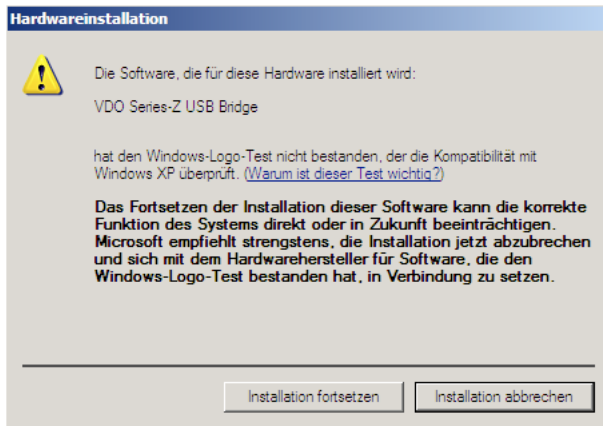 Hardwareinstallation
Die Software, die für diese Hardware installiert wird:
VDO Series-Z USB Bridge
hat den Windows-Logo-Test nicht bestanden, der die Kompatibilität mit
Windows XP überprüft. (Warum ist dieser Test wichtig?)
Das Fortsetzen der Installation dieser Software kann die korrekte
Funktion des Systems direkt oder in Zukunft beeinträchtigen.
Microsoft empfiehlt strengstens, die Installation jetzt abzubrechen
und sich mit dem Hardwarehersteller für Software, die den
Windows-Logo-Test bestanden hat, in Verbindung zu setzen.
Installation fortsetzen Installation abbrechen